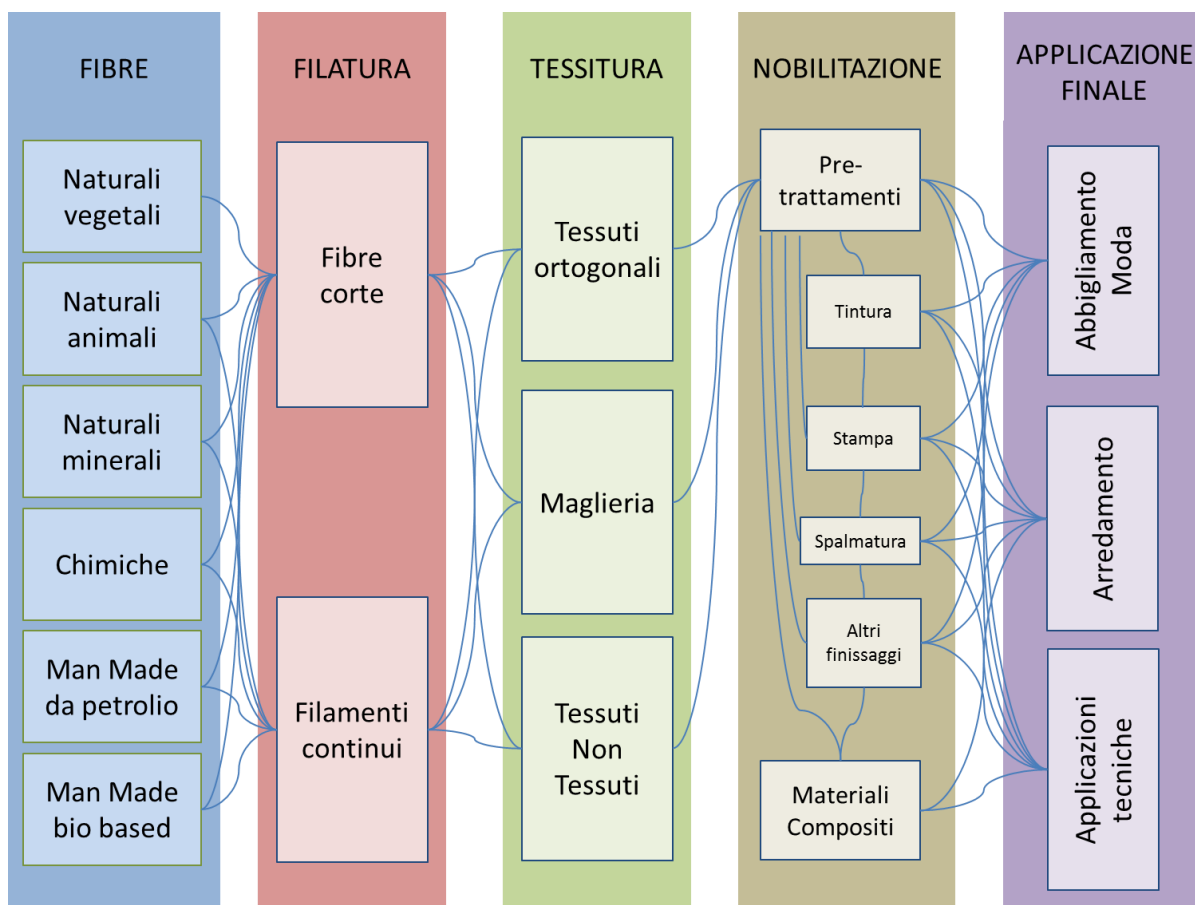 FIBRE
Naturali
vegetali
Naturali
animali
Naturali
minerali
Chimiche
Man Made
da petrolio
Man Made
bio based
FILATURA
Fibre
corte
Filamenti
continui
TESSITURA
Tessuti
ortogonali
Maglieria
Tessuti
Non
Tessuti
NOBILITAZIONE
Pre-
trattamenti
Tintura
Stampa
Spalmatura
Altri
finissaggi
Materiali
Compositi
APPLICAZIONE
FINALE
Abbigliamento
Moda
Arredamento
Applicazioni
tecniche